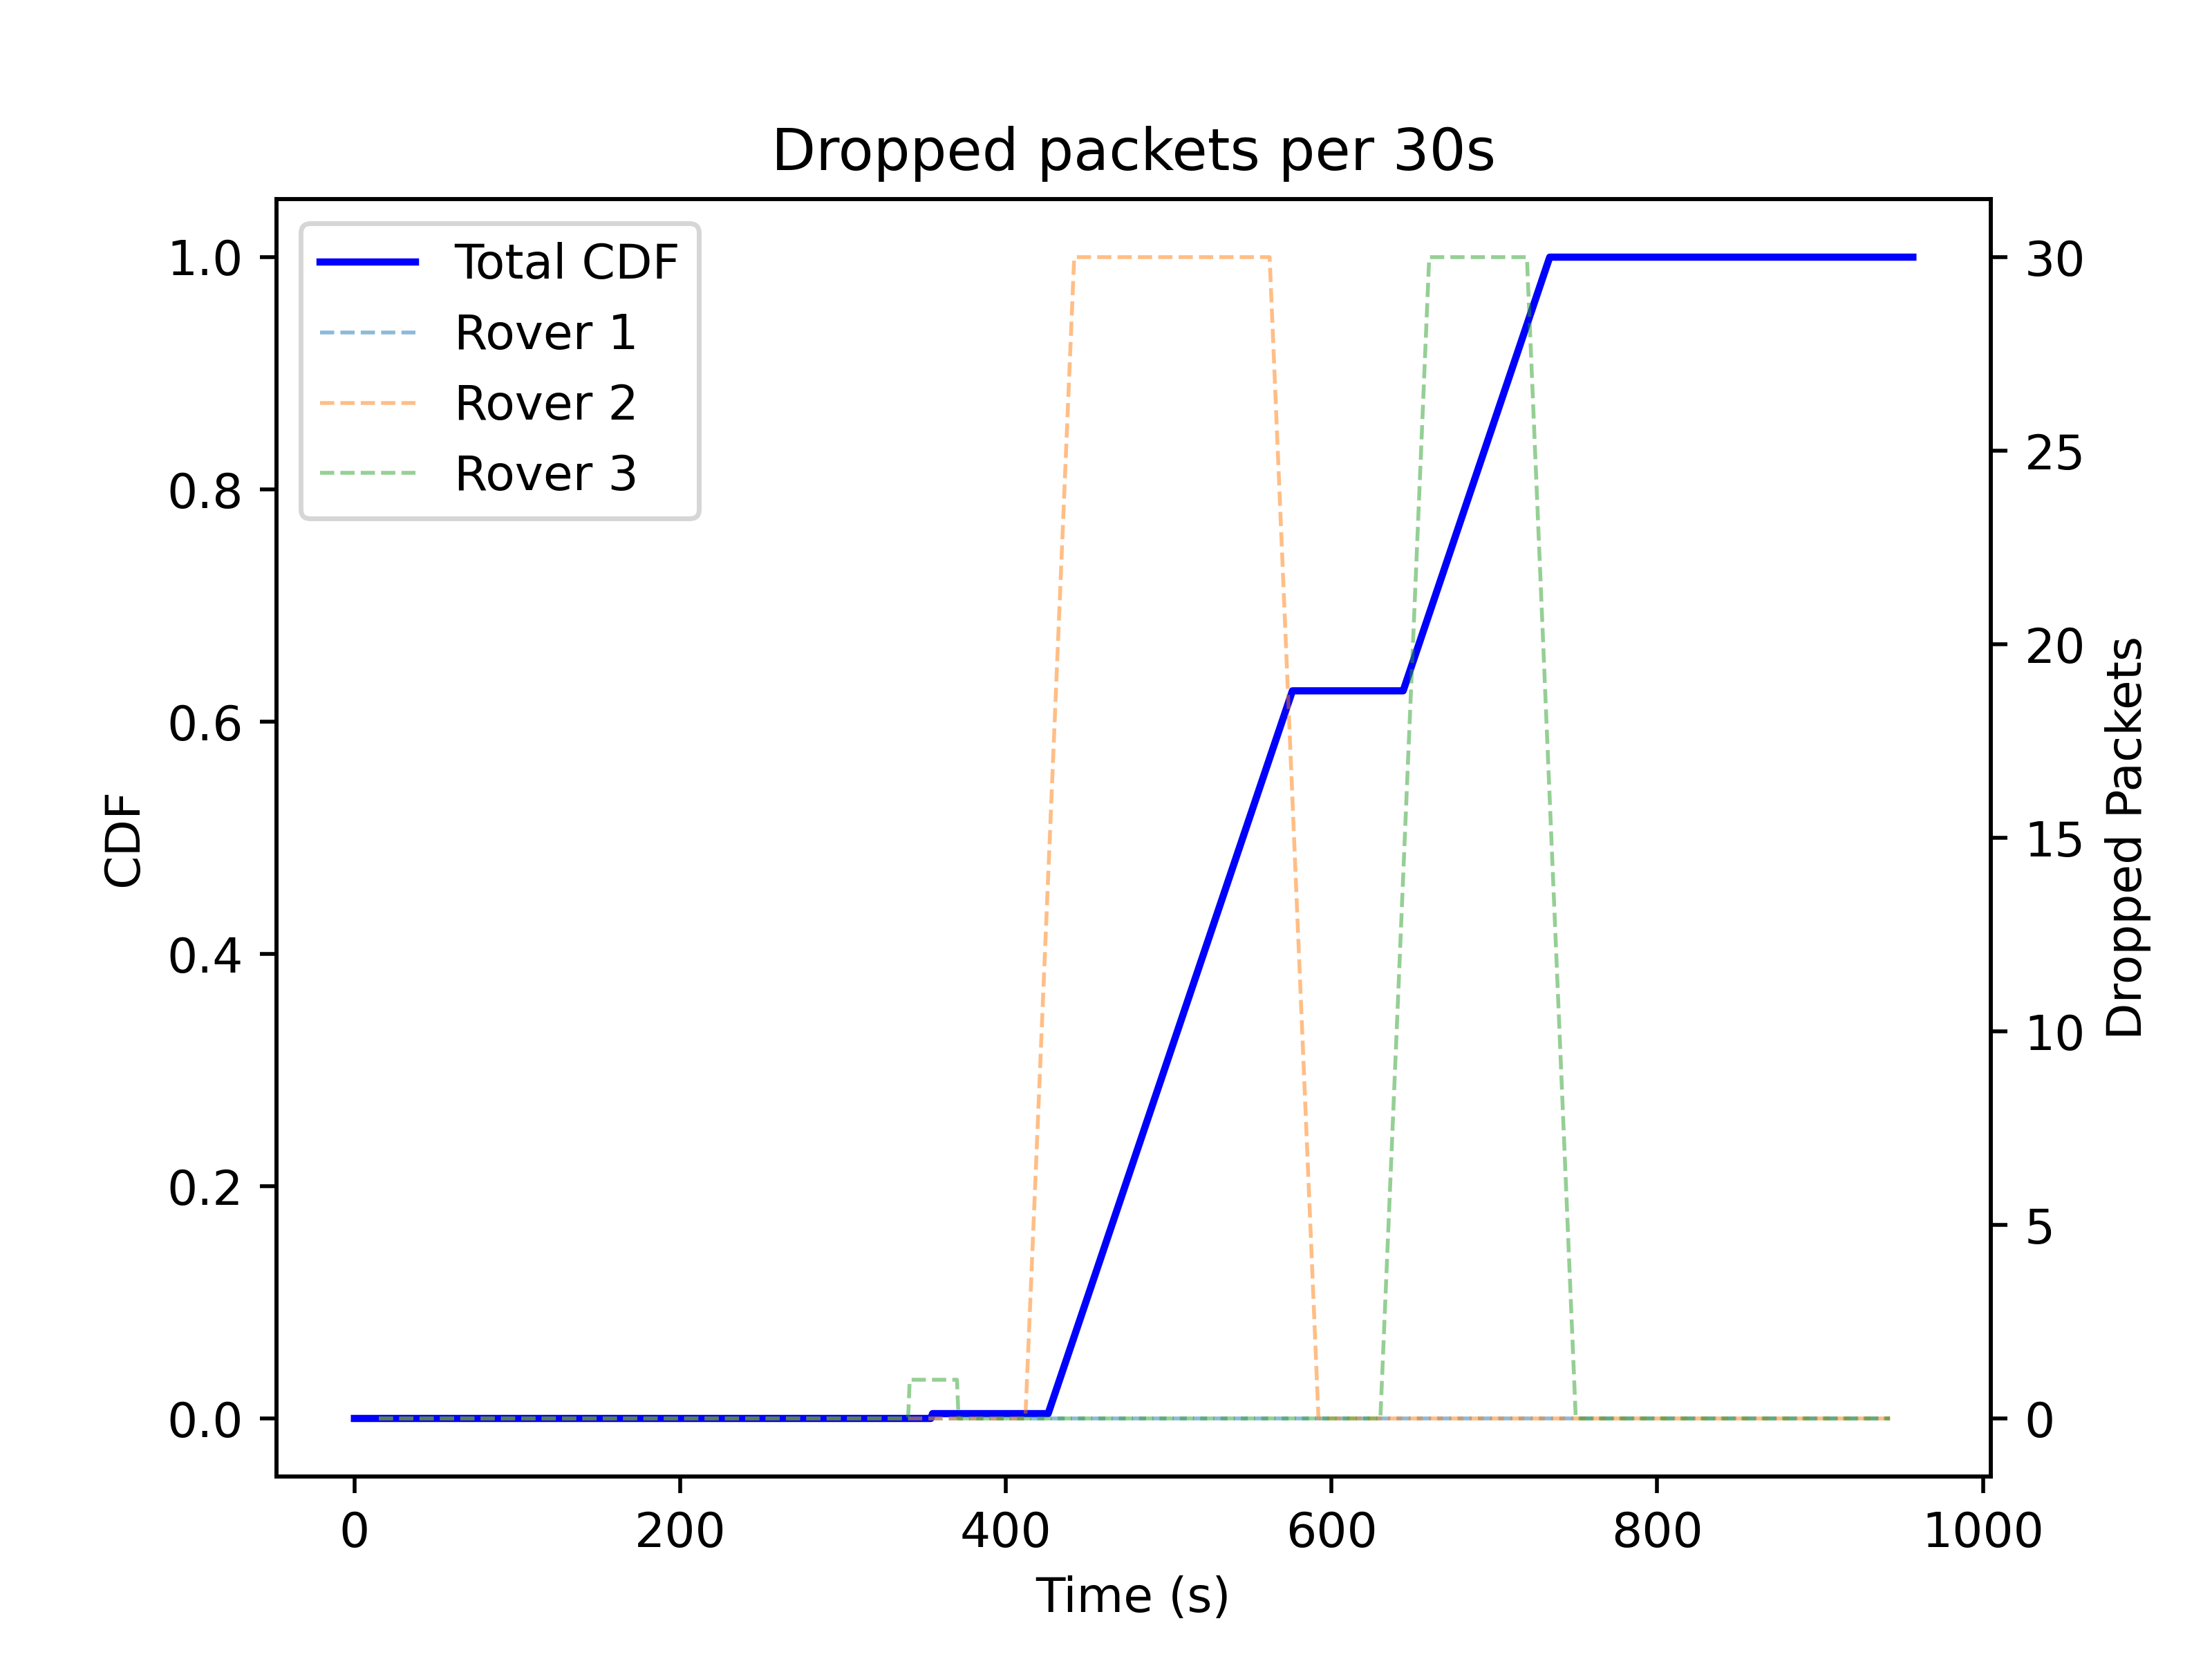 Dropped packets per 30s
Total CDF
Rover 1
Rover 2
Rover 3
1.0
0.8
0.6
0.4
0.2
0.0
CDF
30
25
20
15
10
5
0
Dropped Packets
0 200 400 600 800 1000
Time (s)